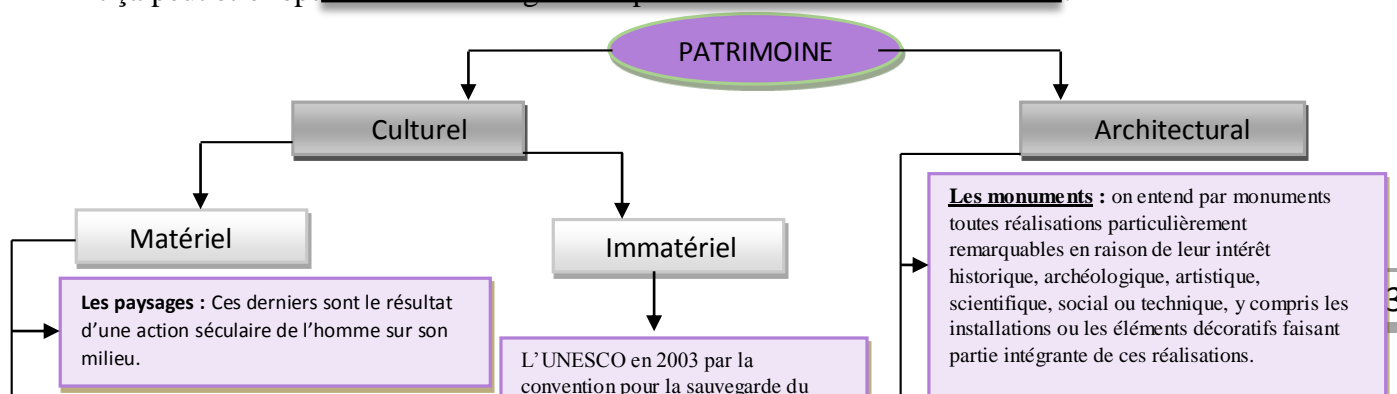 PATRIMOINE
Culturel
Architectural
Matériel
Immatériel
Les paysages : Ces derniers sont le résultat
d’une action séculaire de l’homme sur son
milieu.
L’UNESCO en 2003 par la
convention pour la sauvegarde du
Les monuments : on entend par monuments
toutes réalisations particulièrement
remarquables en raison de leur intérêt
historique, archéologique, artistique,
scientifique, social ou technique, y compris les
installations ou les éléments décoratifs faisant
partie intégrante de ces réalisations.
3